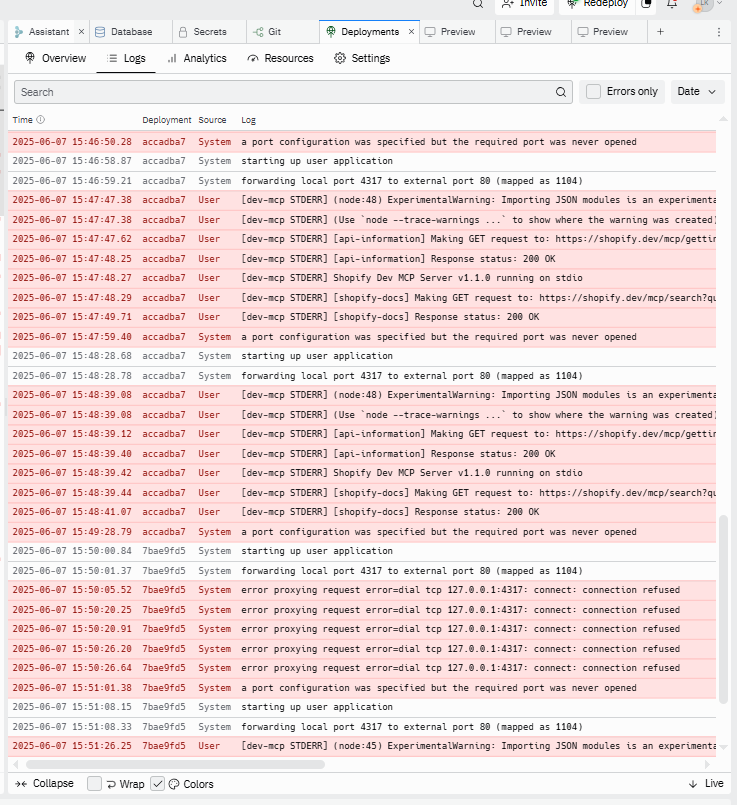 Invite Redeploy
Assistant × Database Secrets Git Deployments × Preview Preview Preview +
Overview Logs Analytics Resources Settings
Search Errors only Date
Time Deployment Source Log
2025-06-07 15:46:50.28 accadba7 System a port configuration was specified but the required port was never opened
2025-06-07 15:46:58.87 accadba7 System starting up user application
2025-06-07 15:46:59.21 accadba7 System forwarding local port 4317 to external port 80 (mapped as 1104)
2025-06-07 15:47:47.38 accadba7 User [dev-mcp STDERR] (node:48) ExperimentalWarning: Importing JSON modules is an experimenta
2025-06-07 15:47:47.38 accadba7 User [dev-mcp STDERR] (Use `node --trace-warnings ...` to show where the warning was created)
2025-06-07 15:47:47.62 accadba7 User [dev-mcp STDERR] [api-information] Making GET request to: https://shopify.dev/mcp/gettin
2025-06-07 15:47:48.25 accadba7 User [dev-mcp STDERR] [api-information] Response status: 200 OK
2025-06-07 15:47:48.27 accadba7 User [dev-mcp STDERR] Shopify Dev MCP Server v1.1.0 running on stdio
2025-06-07 15:47:48.29 accadba7 User [dev-mcp STDERR] [shopify-docs] Making GET request to: https://shopify.dev/mcp/search?qu
2025-06-07 15:47:49.71 accadba7 User [dev-mcp STDERR] [shopify-docs] Response status: 200 OK
2025-06-07 15:47:59.40 accadba7 System a port configuration was specified but the required port was never opened
2025-06-07 15:48:28.68 accadba7 System starting up user application
2025-06-07 15:48:28.78 accadba7 System forwarding local port 4317 to external port 80 (mapped as 1104)
2025-06-07 15:48:39.08 accadba7 User [dev-mcp STDERR] (node:48) ExperimentalWarning: Importing JSON modules is an experimenta
2025-06-07 15:48:39.08 accadba7 User [dev-mcp STDERR] (Use `node --trace-warnings ...` to show where the warning was created)
2025-06-07 15:48:39.12 accadba7 User [dev-mcp STDERR] [api-information] Making GET request to: https://shopify.dev/mcp/gettin
2025-06-07 15:48:39.40 accadba7 User [dev-mcp STDERR] [api-information] Response status: 200 OK
2025-06-07 15:48:39.42 accadba7 User [dev-mcp STDERR] Shopify Dev MCP Server v1.1.0 running on stdio
2025-06-07 15:48:39.44 accadba7 User [dev-mcp STDERR] [shopify-docs] Making GET request to: https://shopify.dev/mcp/search?qu
2025-06-07 15:48:41.07 accadba7 User [dev-mcp STDERR] [shopify-docs] Response status: 200 OK
2025-06-07 15:49:28.79 accadba7 System a port configuration was specified but the required port was never opened
2025-06-07 15:50:00.84 7bae9fd5 System starting up user application
2025-06-07 15:50:01.37 7bae9fd5 System forwarding local port 4317 to external port 80 (mapped as 1104)
2025-06-07 15:50:05.52 7bae9fd5 System error proxying request error=dial tcp 127.0.0.1:4317: connect: connection refused
2025-06-07 15:50:20.25 7bae9fd5 System error proxying request error=dial tcp 127.0.0.1:4317: connect: connection refused
2025-06-07 15:50:20.91 7bae9fd5 System error proxying request error=dial tcp 127.0.0.1:4317: connect: connection refused
2025-06-07 15:50:26.20 7bae9fd5 System error proxying request error=dial tcp 127.0.0.1:4317: connect: connection refused
2025-06-07 15:50:26.64 7bae9fd5 System error proxying request error=dial tcp 127.0.0.1:4317: connect: connection refused
2025-06-07 15:51:01.38 7bae9fd5 System a port configuration was specified but the required port was never opened
2025-06-07 15:51:08.15 7bae9fd5 System starting up user application
2025-06-07 15:51:08.33 7bae9fd5 System forwarding local port 4317 to external port 80 (mapped as 1104)
2025-06-07 15:51:26.25 7bae9fd5 User [dev-mcp STDERR] (node:45) ExperimentalWarning: Importing JSON modules is an experimenta
Collapse Wrap Colors Live